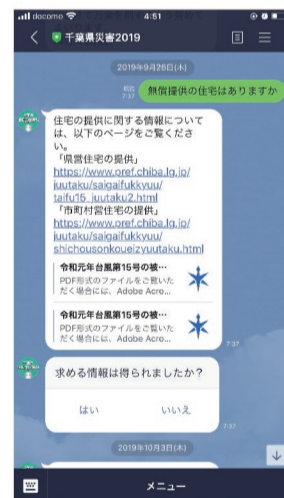 docomo 4:51
千葉県災害2019
2019年9月26日(木)
既読
7:37
無償提供の住宅はありますか
住宅の提供に関する情報について
は、以下のページをご覧くださ
い。
「県営住宅の提供」
https://www.pref.chiba.lg.jp/
juutaku/saigaifukkyuu/
taifu15_juutaku2.html
「市町村営住宅の提供」
https://www.pref.chiba.lg.jp/
juutaku/saigaifukkyuu/
shichousonkoueizyuutaku.html
令和元年台風第15号の被…
PDF形式のファイルをご覧いた
だく場合には、Adobe Acro...
令和元年台風第15号の被…
PDF形式のファイルをご覧いた
だく場合には、Adobe Acro...
7:37
求める情報は得られましたか？
はい いいえ
7:37
2019年10月3日(木)
メニュー